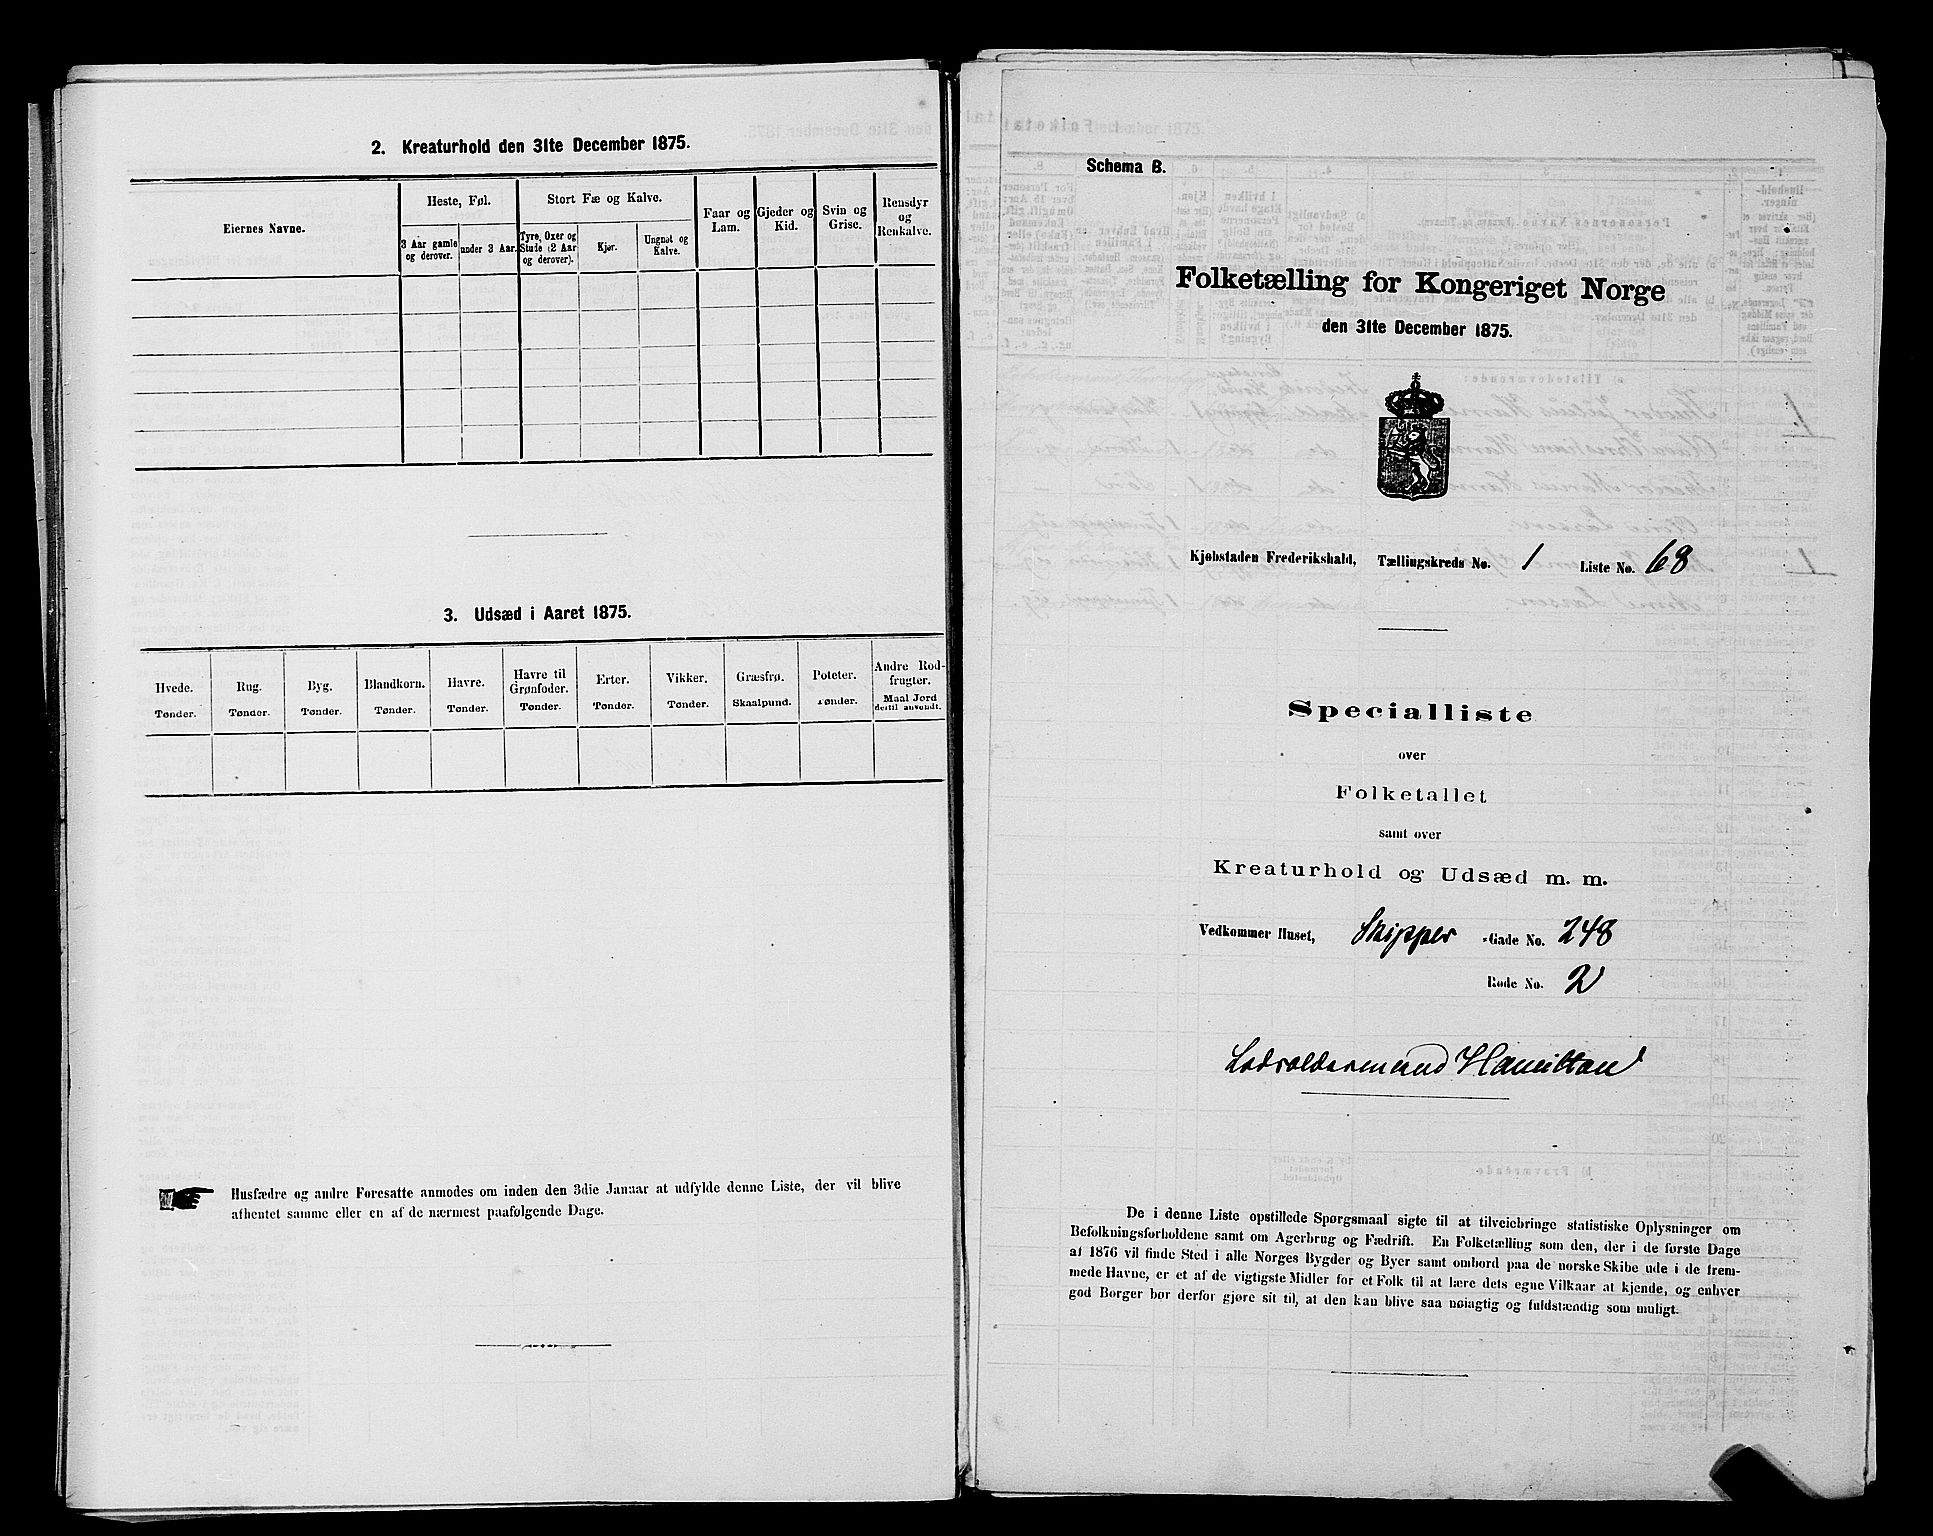 2. Kreaturhold den 31te December 1875.
Eiernes Navne.
Heste, Føl.
3 Aar gamle og derover.
under 3 Aar.
Stort Fæ og Kalve.
Tyre, Oxer og Stude (2 Aar og derover).
Kjør.
Ungnøt og Kalve.
Faar og Lam.
Gjeder og Kid.
Svin og Grise.
Rensdyr og Renkalve.
3. Udsæd i Aaret 1875.
Hvede. Tønder.
Rug. Tønder.
Byg. Tønder.
Blandkorn. Tønder.
Havre. Tønder.
Havre til Grønfoder. Tønder.
Erter. Tønder.
Vikker. Tønder.
Græsfrø. Skaalpund.
Poteter. Tønder.
Andre Rodfrugter. Maal Jord dertil anvendt.
Husfædre og andre Foresatte anmodes om inden den 3die Januar at udfylde denne Liste, der vil blive
afhentet samme eller en af de nærmest paafølgende Dage.
Schema B.
Folketælling for Kongeriget Norge
den 31te December 1875.
Kjøbstaden Frederikshald, Tællingskreds No. 1 Liste No. 68
Specialliste
over
Folketallet
samt over
Kreaturhold og Udsæd m. m.
Vedkommer Huset, Skipper -Gade No. 248
Rode No. 2
Lodsoldermand Hamilton
De i denne Liste opstillede Spørgsmaal sigte til at tilveiebringe statistiske Oplysninger om
Befolkningsforholdene samt om Agerbrug og Fædrift. En Folketælling som den, der i de første Dage
af 1876 vil finde Sted i alle Norges Bygder og Byer samt ombord paa de norske Skibe ude i de frem-
mede Havne, er et af de vigtigste Midler for et Folk til at lære dets egne Vilkaar at kjende, og enhver
god Borger bør derfor gjøre sit til, at den kan blive saa nøiagtig og fuldstændig som muligt.